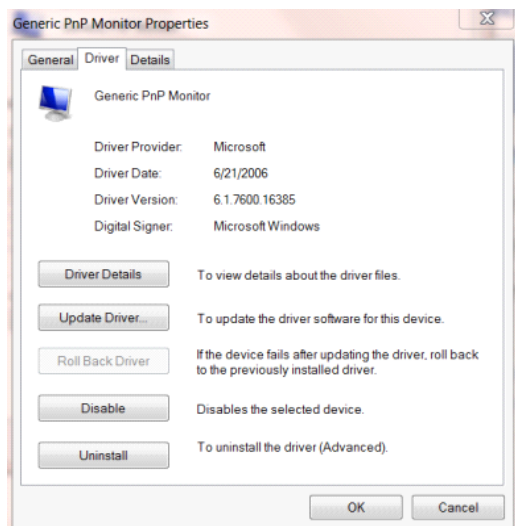 Generic PnP Monitor Properties
General Driver Details
Generic PnP Monitor
Driver Provider: Microsoft
Driver Date: 6/21/2006
Driver Version: 6.1.7600.16385
Digital Signer: Microsoft Windows
Driver Details To view details about the driver files.
Update Driver... To update the driver software for this device.
Roll Back Driver If the device fails after updating the driver, roll back
to the previously installed driver.
Disable Disables the selected device.
Uninstall To uninstall the driver (Advanced).
OK Cancel